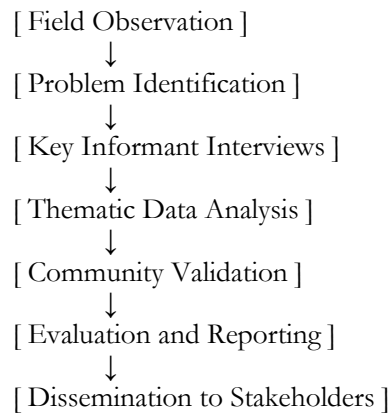 [ Field Observation ]
↓
[ Problem Identification ]
↓
[ Key Informant Interviews ]
↓
[ Thematic Data Analysis ]
↓
[ Community Validation ]
↓
[ Evaluation and Reporting ]
↓
[ Dissemination to Stakeholders ]